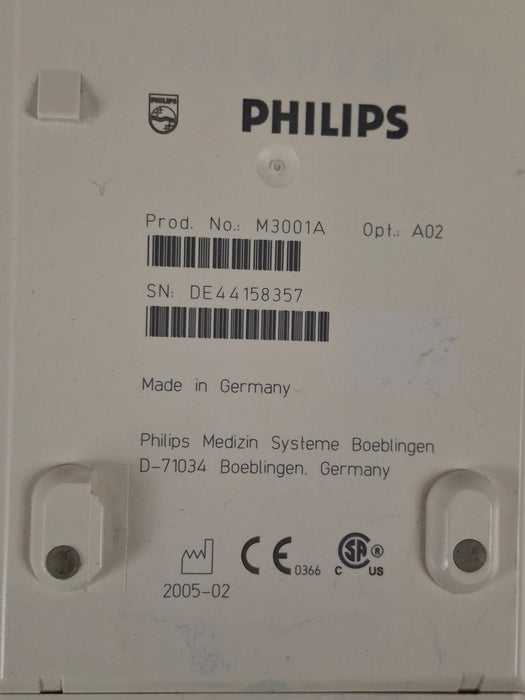 PHILIPS
PHILIPS
Prod. No.: M3001A Opt.: A02
SN: DE44158357
Made in Germany
Philips Medizin Systeme Boeblingen
D-71034 Boeblingen. Germany
CE 0366 C SA ® US
2005-02